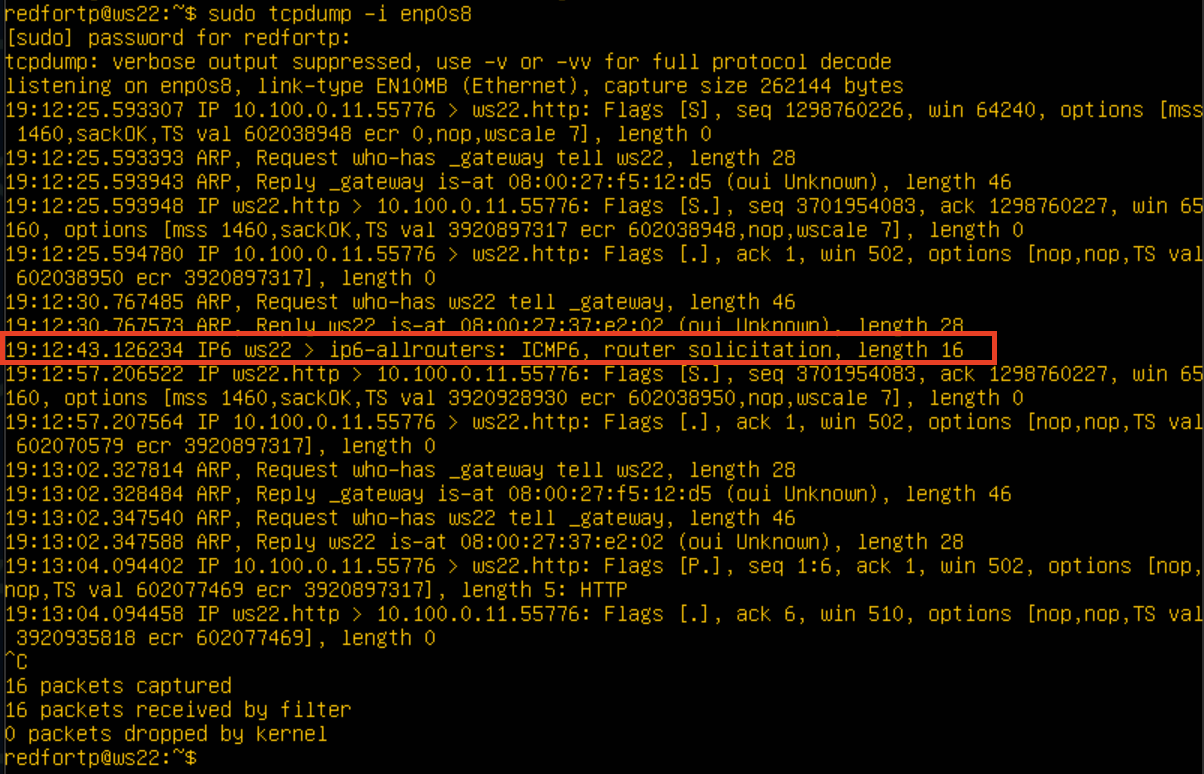 redfortp@ws22:~$ sudo tcpdump -i enp0s8
[sudo] password for redfortp:
tcpdump: verbose output suppressed, use -v or -vv for full protocol decode
listening on enp0s8, link-type EN10MB (Ethernet), capture size 262144 bytes
19:12:25.593307 IP 10.100.0.11.55776 > ws22.http: Flags [S], seq 1298760226, win 64240, options [mss
 1460,sackOK,TS val 602038948 ecr 0,nop,wscale 7], length 0
19:12:25.593393 ARP, Request who-has _gateway tell ws22, length 28
19:12:25.593943 ARP, Reply _gateway is-at 08:00:27:f5:12:d5 (oui Unknown), length 46
19:12:25.593948 IP ws22.http > 10.100.0.11.55776: Flags [S.], seq 3701954083, ack 1298760227, win 65
160, options [mss 1460,sackOK,TS val 3920897317 ecr 602038948,nop,wscale 7], length 0
19:12:25.594780 IP 10.100.0.11.55776 > ws22.http: Flags [.], ack 1, win 502, options [nop,nop,TS val
 602038950 ecr 3920897317], length 0
19:12:30.767485 ARP, Request who-has ws22 tell _gateway, length 46
19:12:30.767573 ARP, Reply ws22 is-at 08:00:27:37:e2:02 (oui Unknown), length 28
19:12:43.126234 IP6 ws22 > ip6-allrouters: ICMP6, router solicitation, length 16
19:12:57.206522 IP ws22.http > 10.100.0.11.55776: Flags [S.], seq 3701954083, ack 1298760227, win 65
160, options [mss 1460,sackOK,TS val 3920928930 ecr 602038950,nop,wscale 7], length 0
19:12:57.207564 IP 10.100.0.11.55776 > ws22.http: Flags [.], ack 1, win 502, options [nop,nop,TS val
 602070579 ecr 3920897317], length 0
19:13:02.327814 ARP, Request who-has _gateway tell ws22, length 28
19:13:02.328484 ARP, Reply _gateway is-at 08:00:27:f5:12:d5 (oui Unknown), length 46
19:13:02.347540 ARP, Request who-has ws22 tell _gateway, length 46
19:13:02.347588 ARP, Reply ws22 is-at 08:00:27:37:e2:02 (oui Unknown), length 28
19:13:04.094402 IP 10.100.0.11.55776 > ws22.http: Flags [P.], seq 1:6, ack 1, win 502, options [nop,
nop,TS val 602077469 ecr 3920897317], length 5: HTTP
19:13:04.094458 IP ws22.http > 10.100.0.11.55776: Flags [.], ack 6, win 510, options [nop,nop,TS val
 3920935818 ecr 602077469], length 0
^C
16 packets captured
16 packets received by filter
0 packets dropped by kernel
redfortp@ws22:~$